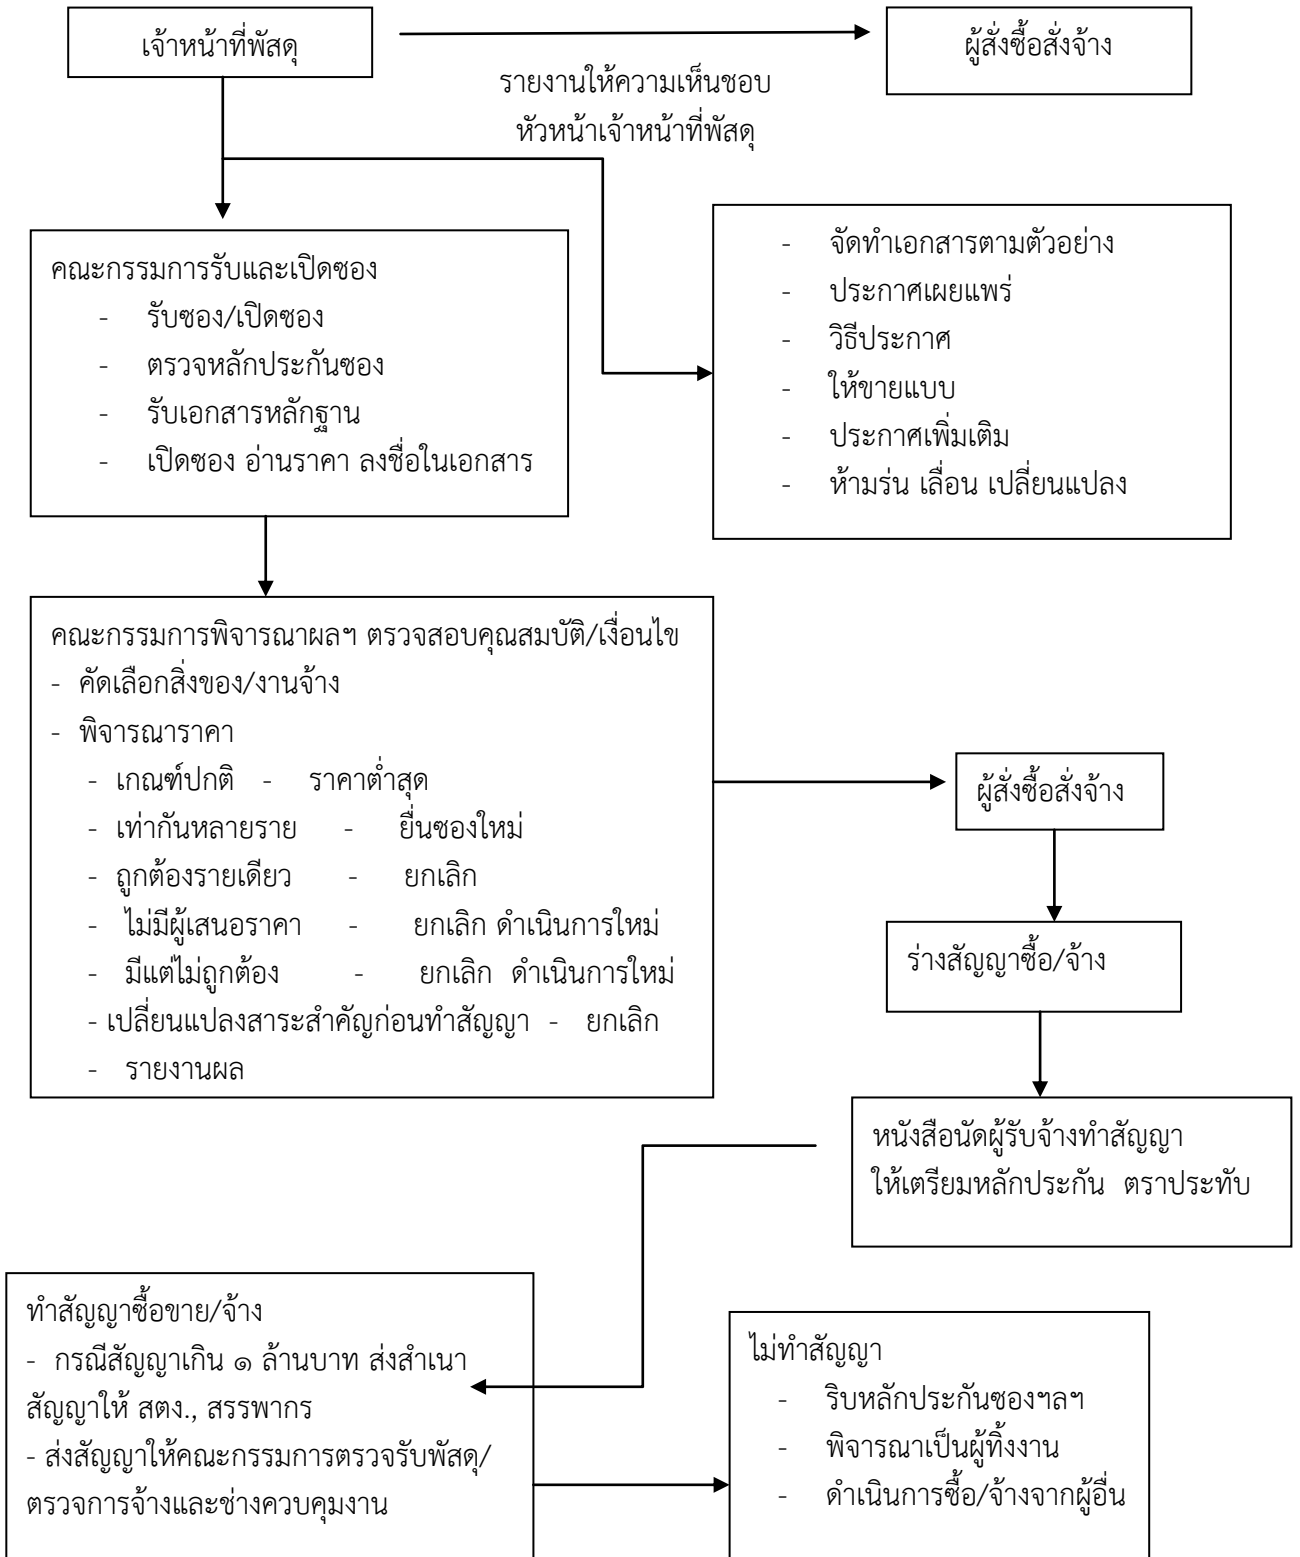 เจ้าหน้าที่พัสดุ
ผู้สั่งซื้อสั่งจ้าง
รายงานให้ความเห็นชอบ
หัวหน้าเจ้าหน้าที่พัสดุ
คณะกรรมการรับและเปิดซอง
- รับซอง/เปิดซอง
- ตรวจหลักประกันซอง
- รับเอกสารหลักฐาน
- เปิดซอง อ่านราคา ลงชื่อในเอกสาร
- จัดทำเอกสารตามตัวอย่าง
- ประกาศเผยแพร่
- วิธีประกาศ
- ให้ขายแบบ
- ประกาศเพิ่มเติม
- ห้ามร่น เลื่อน เปลี่ยนแปลง
คณะกรรมการพิจารณาผลฯ ตรวจสอบคุณสมบัติ/เงื่อนไข
- คัดเลือกสิ่งของ/งานจ้าง
- พิจารณาราคา
- เกณฑ์ปกติ - ราคาต่ำสุด
- เท่ากันหลายราย - ยื่นซองใหม่
- ถูกต้องรายเดียว - ยกเลิก
- ไม่มีผู้เสนอราคา - ยกเลิก ดำเนินการใหม่
- มีแต่ไม่ถูกต้อง - ยกเลิก ดำเนินการใหม่
- เปลี่ยนแปลงสาระสำคัญก่อนทำสัญญา - ยกเลิก
- รายงานผล
ผู้สั่งซื้อสั่งจ้าง
ร่างสัญญาซื้อ/จ้าง
หนังสือนัดผู้รับจ้างทำสัญญา
ให้เตรียมหลักประกัน ตราประทับ
ทำสัญญาซื้อขาย/จ้าง
- กรณีสัญญาเกิน ๑ ล้านบาท ส่งสำเนา
สัญญาให้ สตง., สรรพากร
- ส่งสัญญาให้คณะกรรมการตรวจรับพัสดุ/
ตรวจการจ้างและช่างควบคุมงาน
ไม่ทำสัญญา
- ริบหลักประกันซองฯลฯ
- พิจารณาเป็นผู้ทิ้งงาน
- ดำเนินการซื้อ/จ้างจากผู้อื่น